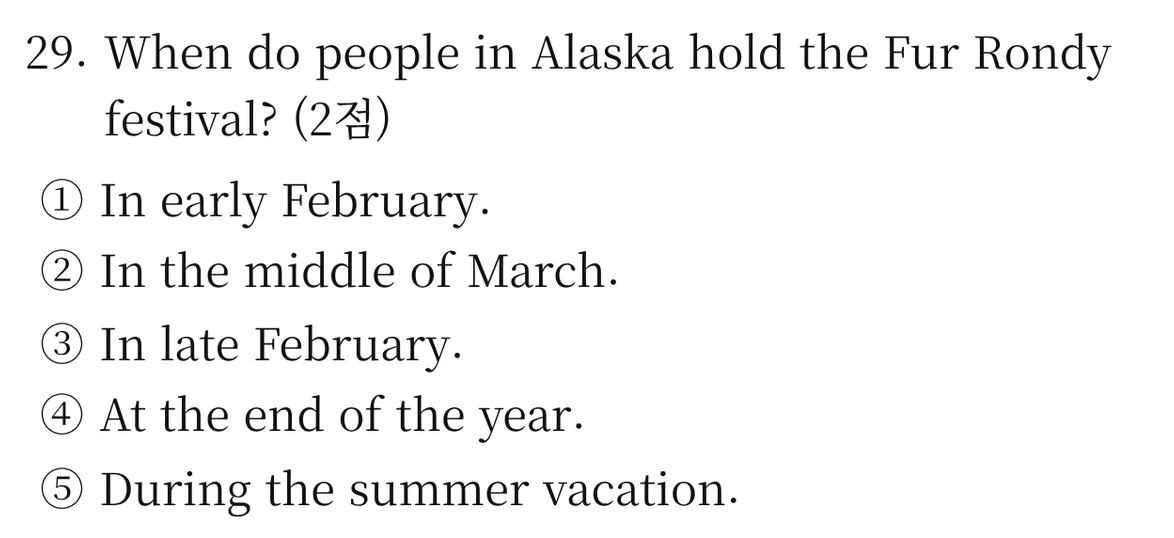 29. When do people in Alaska hold the Fur Rondy
festival? (2점)
① In early February.
② In the middle of March.
③ In late February.
④ At the end of the year.
⑤ During the summer vacation.